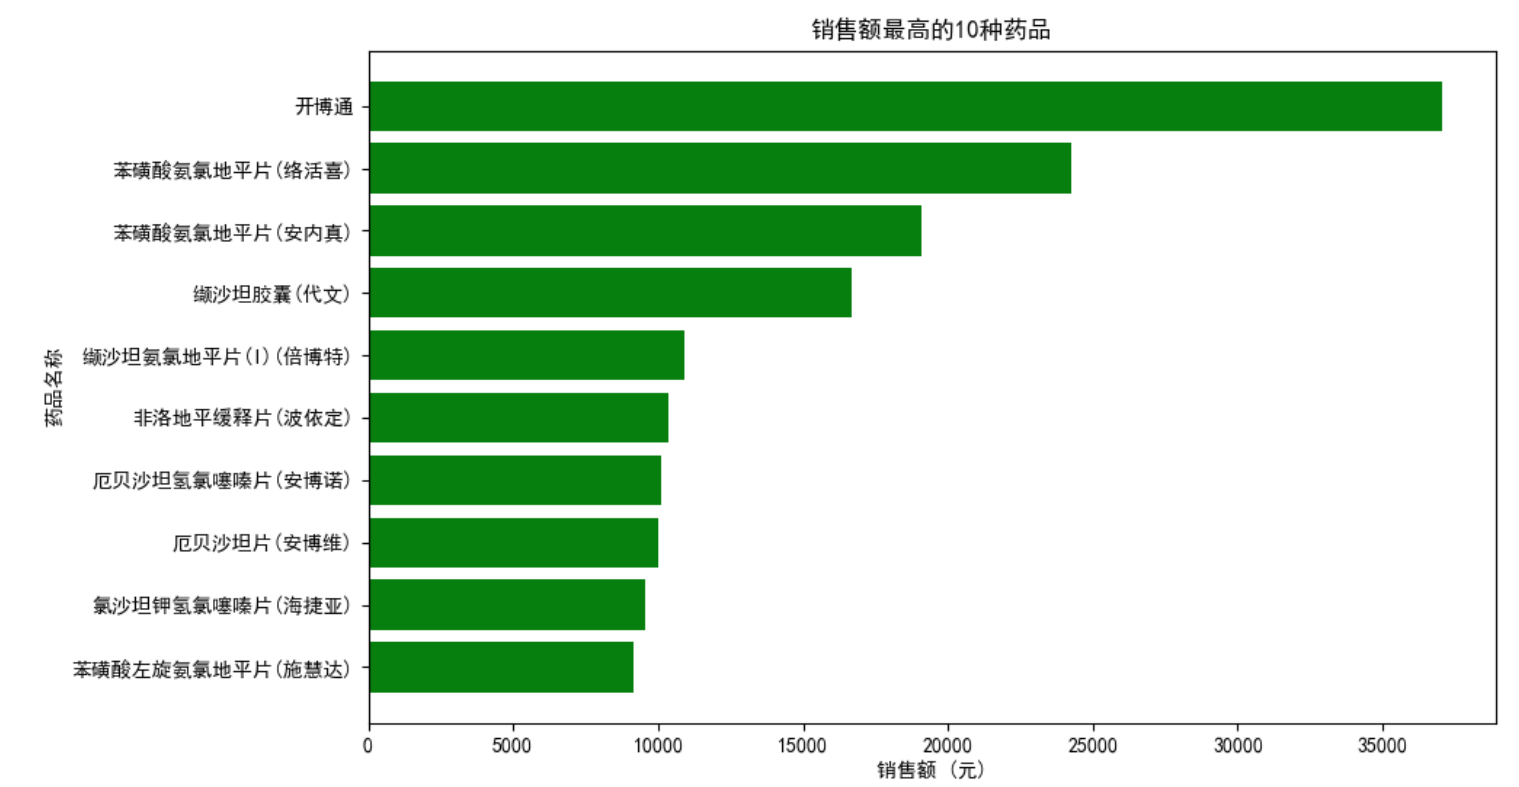 销售额最高的10种药品
开博通
苯磺酸氨氯地平片(络活喜)
苯磺酸氨氯地平片(安内真)
缬沙坦胶囊(代文)
缬沙坦氨氯地平片(I)(倍博特)
非洛地平缓释片(波依定)
厄贝沙坦氢氯噻嗪片(安博诺)
厄贝沙坦片(安博维)
氯沙坦钾氢氯噻嗪片(海捷亚)
苯磺酸左旋氨氯地平片(施慧达)
药品名称
0 5000 10000 15000 20000 25000 30000 35000
销售额 (元)